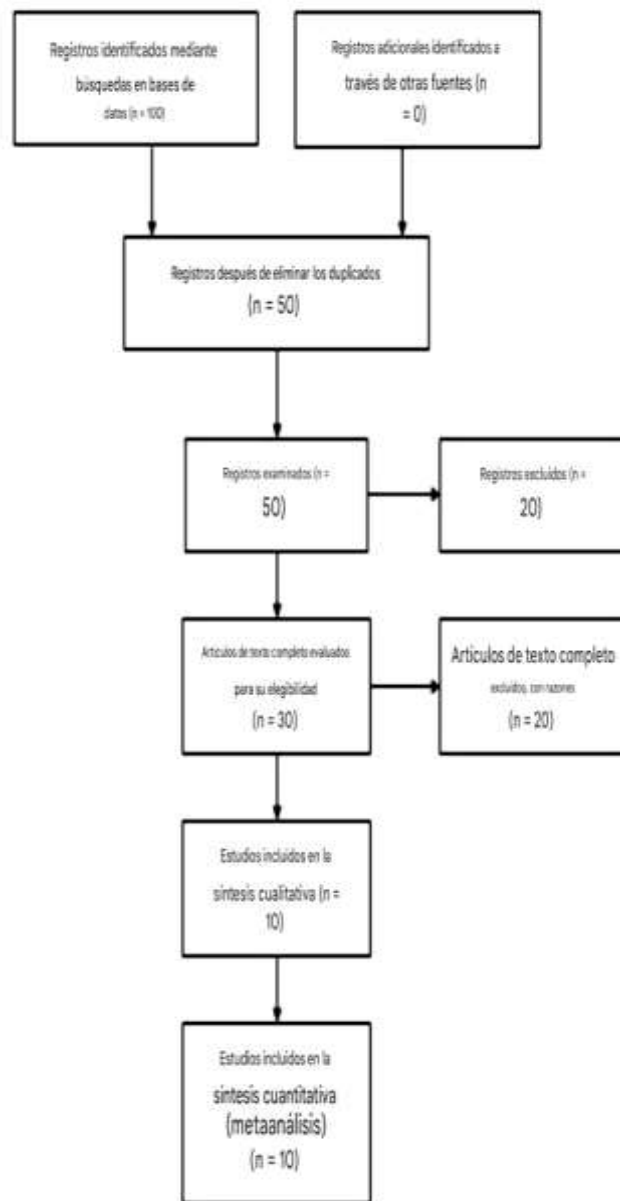 Registros identificados mediante
búsquedas en bases de
datos (n = 100)
Registros adicionales identificados a
través de otras fuentes (n
= 0)
Registros después de eliminar los duplicados
(n = 50)
Registros examinados (n =
50)
Registros excluidos (n =
20)
Artículos de texto completo evaluados
para su elegibilidad
(n = 30)
Artículos de texto completo
excluidos, con razones
(n = 20)
Estudios incluidos en la
síntesis cualitativa (n =
10)
Estudios incluidos en la
síntesis cuantitativa
(metaanálisis)
(n = 10)